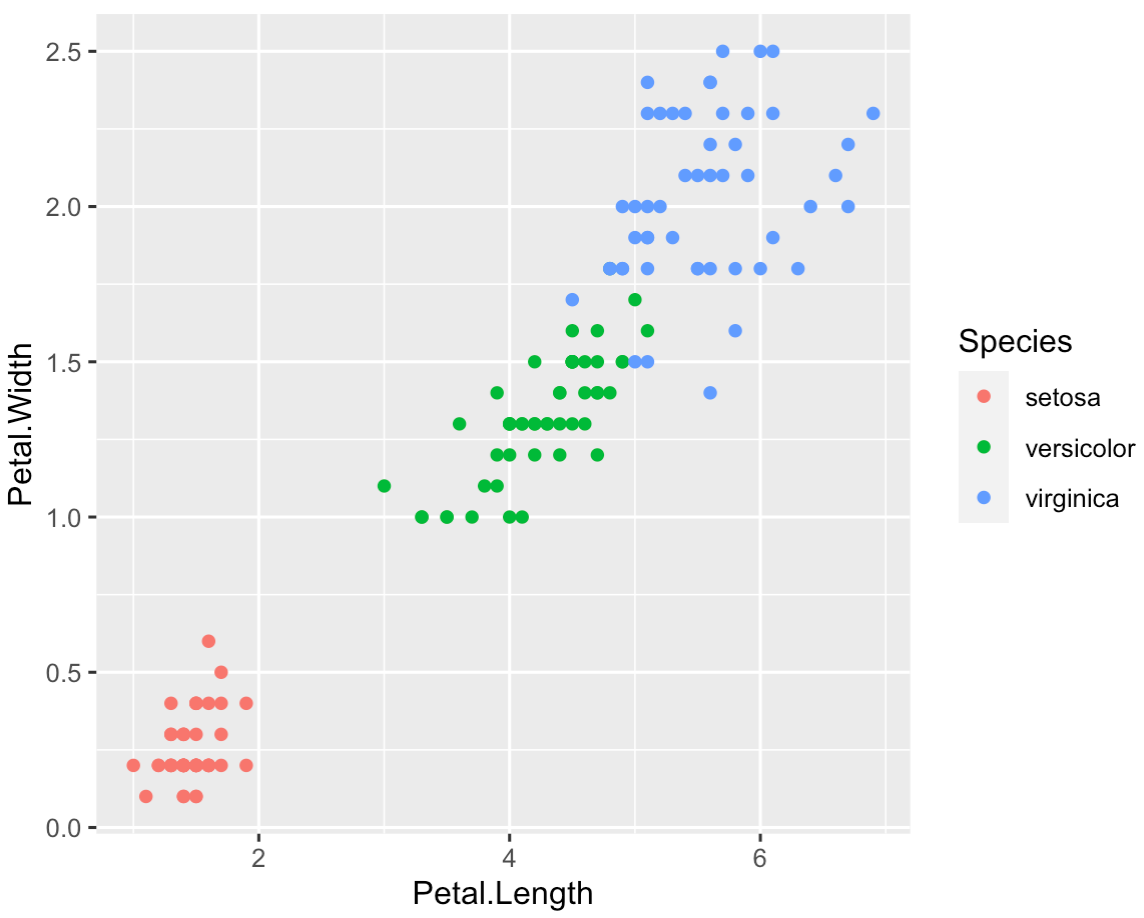 2.5
2.0
1.5
1.0
0.5
0.0
Petal.Width
2 4 6
Petal.Length
Species
setosa
versicolor
virginica